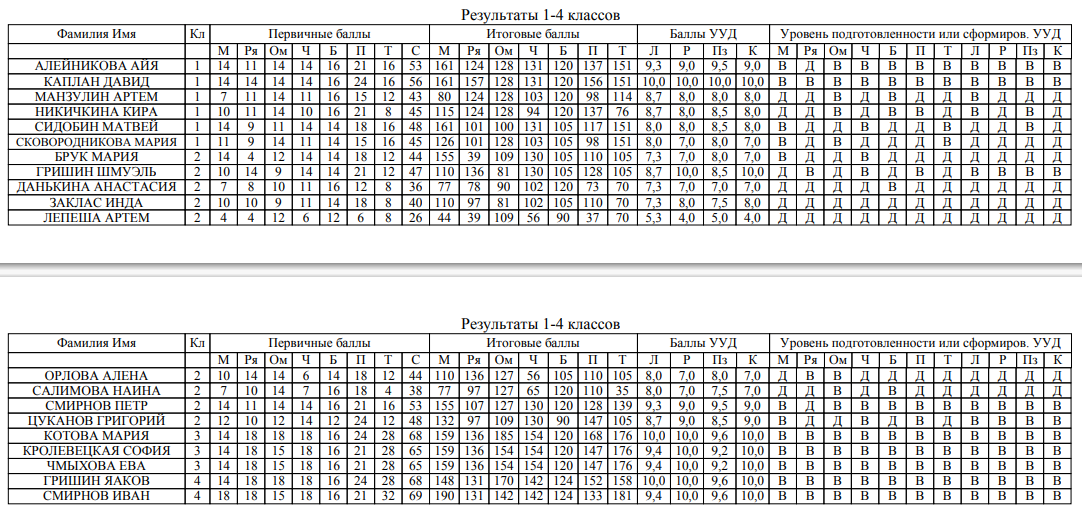 Результаты 1-4 классов
Фамилия Имя Кл Первичные баллы Итоговые баллы Баллы УУД Уровень подготовленности или сформиров. УУД
М Ря Ом Ч Б П Т С М Ря Ом Ч Б П Т Л Р Пз К М Ря Ом Ч Б П Т Л Р Пз К
АЛЕЙНИКОВА АЙЯ 1 14 11 14 14 16 21 16 53 161 124 128 131 120 137 151 9,3 9,0 9,5 9,0 В Д В В В В В В В В В
КАПЛАН ДАВИД 1 14 14 14 14 16 24 16 56 161 157 128 131 120 156 151 10,0 10,0 10,0 10,0 В В В В В В В В В В В
МАНЗУЛИН АРТЕМ 1 7 11 14 11 16 15 12 43 80 124 128 103 120 98 114 8,7 8,0 8,0 8,0 Д Д В Д В Д Д Д Д Д Д
НИКИЧКИНА КИРА 1 10 11 14 10 16 21 8 45 115 124 128 94 120 137 76 8,7 8,0 8,5 8,0 Д Д В Д В В Д Д Д Д Д
СИДОБИН МАТВЕЙ 1 14 9 11 14 14 18 16 48 161 101 100 131 105 117 151 8,0 8,0 8,5 8,0 В Д Д В Д Д В Д Д Д Д
СКОВОРОДНИКОВА МАРИЯ 1 11 9 14 11 14 15 16 45 126 101 128 103 105 98 151 8,0 7,0 8,0 7,0 В Д В Д Д Д В Д Д Д Д
БРУК МАРИЯ 2 14 4 12 14 14 18 12 44 155 39 109 130 105 110 105 7,3 7,0 8,0 7,0 В Д Д В Д Д Д Д Д Д Д
ГРИШИН ШМУЭЛЬ 2 10 14 9 14 14 21 12 47 110 136 81 130 105 128 105 8,7 10,0 8,5 10,0 Д В Д В Д В Д Д В Д В
ДАНЬКИНА АНАСТАСИЯ 2 7 8 10 11 16 12 8 36 77 78 90 102 120 73 70 7,3 7,0 7,0 7,0 Д Д Д Д В Д Д Д Д Д Д
ЗАКЛАС ИНДА 2 10 10 9 11 14 18 8 40 110 97 81 102 105 110 70 7,3 8,0 7,5 8,0 Д Д Д Д Д Д Д Д Д Д Д
ЛЕПЕША АРТЕМ 2 4 4 12 6 12 6 8 26 44 39 109 56 90 37 70 5,3 4,0 5,0 4,0 Д Д Д Д Д Д Д Д Д Д Д
Результаты 1-4 классов
Фамилия Имя Кл Первичные баллы Итоговые баллы Баллы УУД Уровень подготовленности или сформиров. УУД
М Ря Ом Ч Б П Т С М Ря Ом Ч Б П Т Л Р Пз К М Ря Ом Ч Б П Т Л Р Пз К
ОРЛОВА АЛЕНА 2 10 14 14 6 14 18 12 44 110 136 127 56 105 110 105 8,0 7,0 8,0 7,0 Д В В Д Д Д Д Д Д Д Д
САЛИМОВА НАИНА 2 7 10 14 7 16 18 4 38 77 97 127 65 120 110 35 8,0 7,0 7,5 7,0 Д Д В Д В Д Д Д Д Д Д
СМИРНОВ ПЕТР 2 14 11 14 14 16 21 16 53 155 107 127 130 120 128 139 9,3 9,0 9,5 9,0 В Д В В В В В В В В В
ЦУКАНОВ ГРИГОРИЙ 2 12 10 12 14 12 24 12 48 132 97 109 130 90 147 105 8,7 9,0 8,5 9,0 В Д Д В Д В Д Д В Д В
КОТОВА МАРИЯ 3 14 18 18 18 16 24 28 68 159 136 185 154 120 168 176 10,0 10,0 9,6 10,0 В В В В В В В В В В В
КРОЛЕВЕЦКАЯ СОФИЯ 3 14 18 15 18 16 21 28 65 159 136 154 154 120 147 176 9,4 10,0 9,2 10,0 В В В В В В В В В В В
ЧМЫХОВА ЕВА 3 14 18 15 18 16 21 28 65 159 136 154 154 120 147 176 9,4 10,0 9,2 10,0 В В В В В В В В В В В
ГРИШИН ЯАКОВ 4 14 18 18 18 16 24 28 68 148 131 170 142 124 152 158 10,0 10,0 9,6 10,0 В В В В В В В В В В В
СМИРНОВ ИВАН 4 18 18 15 18 16 21 32 69 190 131 142 142 124 133 181 9,4 10,0 9,6 10,0 В В В В В В В В В В В